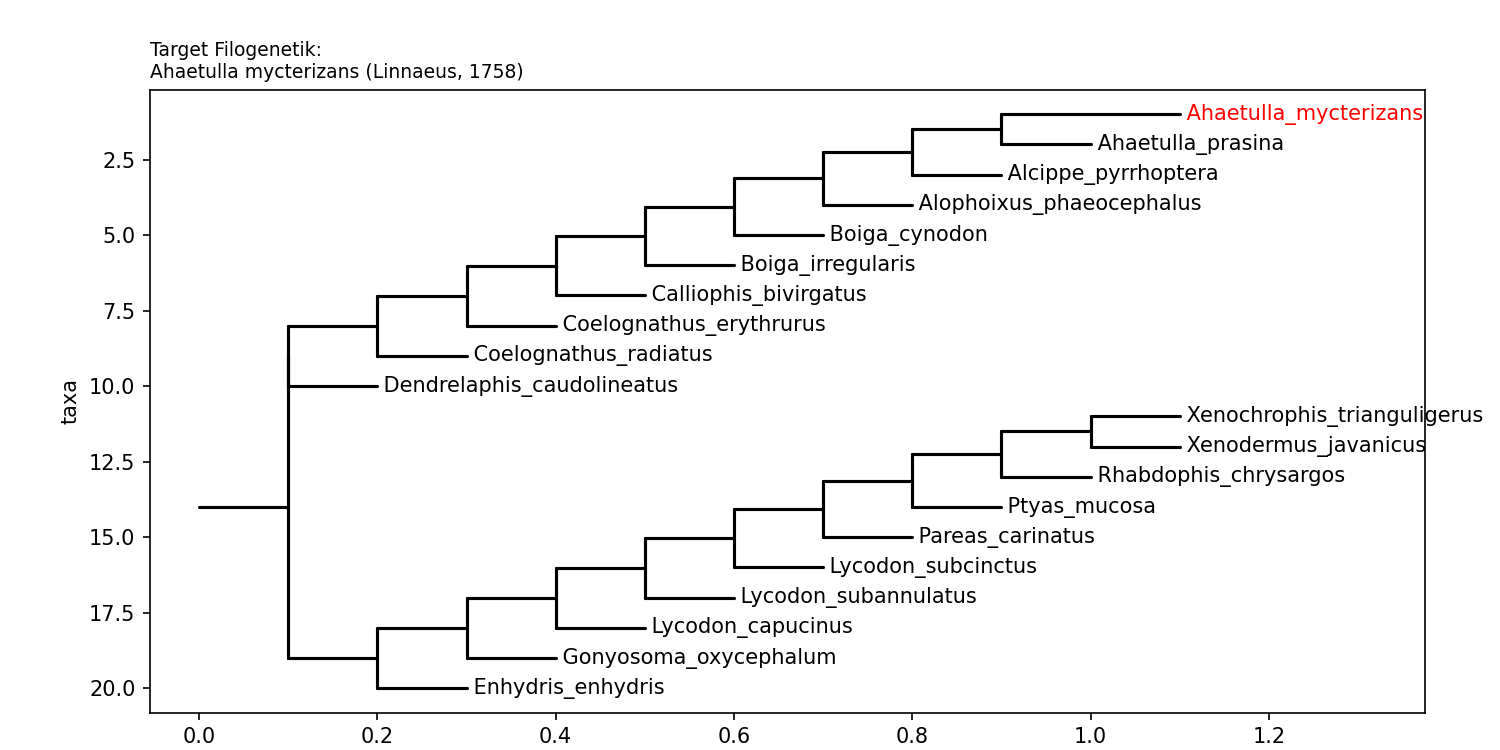 Target Filogenetik:
Ahaetulla mycterizans (Linnaeus, 1758)
Ahaetulla_mycterizans
Ahaetulla_prasina
2.5
Alcippe_pyrrhoptera
Alophoixus_phaeocephalus
5.0
Boiga_cynodon
Boiga_irregularis
Calliophis_bivirgatus
7.5
Coelognathus_erythrurus
Coelognathus_radiatus
10.0
Dendrelaphis_caudolineatus
taxa
Xenochrophis_trianguligerus
Xenodermus_javanicus
12.5
Rhabdophis_chrysargos
Ptyas_mucosa
15.0
Pareas_carinatus
Lycodon_subcinctus
Lycodon_subannulatus
17.5
Lycodon_capucinus
Gonyosoma_oxycephalum
20.0
Enhydris_enhydris
0.0 0.2 0.4 0.6 0.8 1.0 1.2